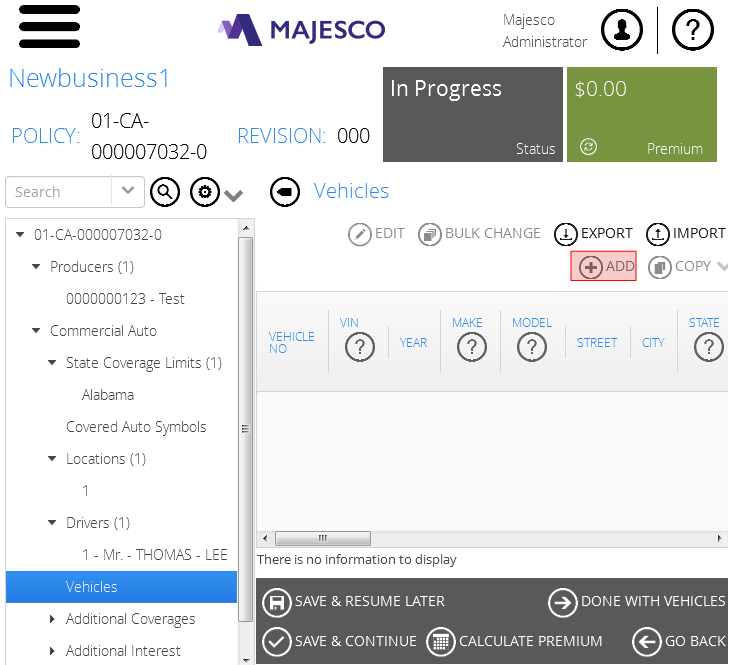 MAJESCO
Majesco
Administrator
?
Newbusiness1
POLICY: 01-CA-
000007032-0
REVISION: 000
In Progress
Status
$0.00
Premium
Search
Vehicles
EDIT BULK CHANGE EXPORT IMPORT
ADD COPY
01-CA-000007032-0
Producers (1)
0000000123 - Test
Commercial Auto
State Coverage Limits (1)
Alabama
Covered Auto Symbols
Locations (1)
1
Drivers (1)
1 - Mr. - THOMAS - LEE
Vehicles
Additional Coverages
Additional Interest
VEHICLE
NO
VIN
?
YEAR
MAKE
?
MODEL
?
STREET
CITY
STATE
?
There is no information to display
SAVE & RESUME LATER DONE WITH VEHICLES
SAVE & CONTINUE CALCULATE PREMIUM GO BACK